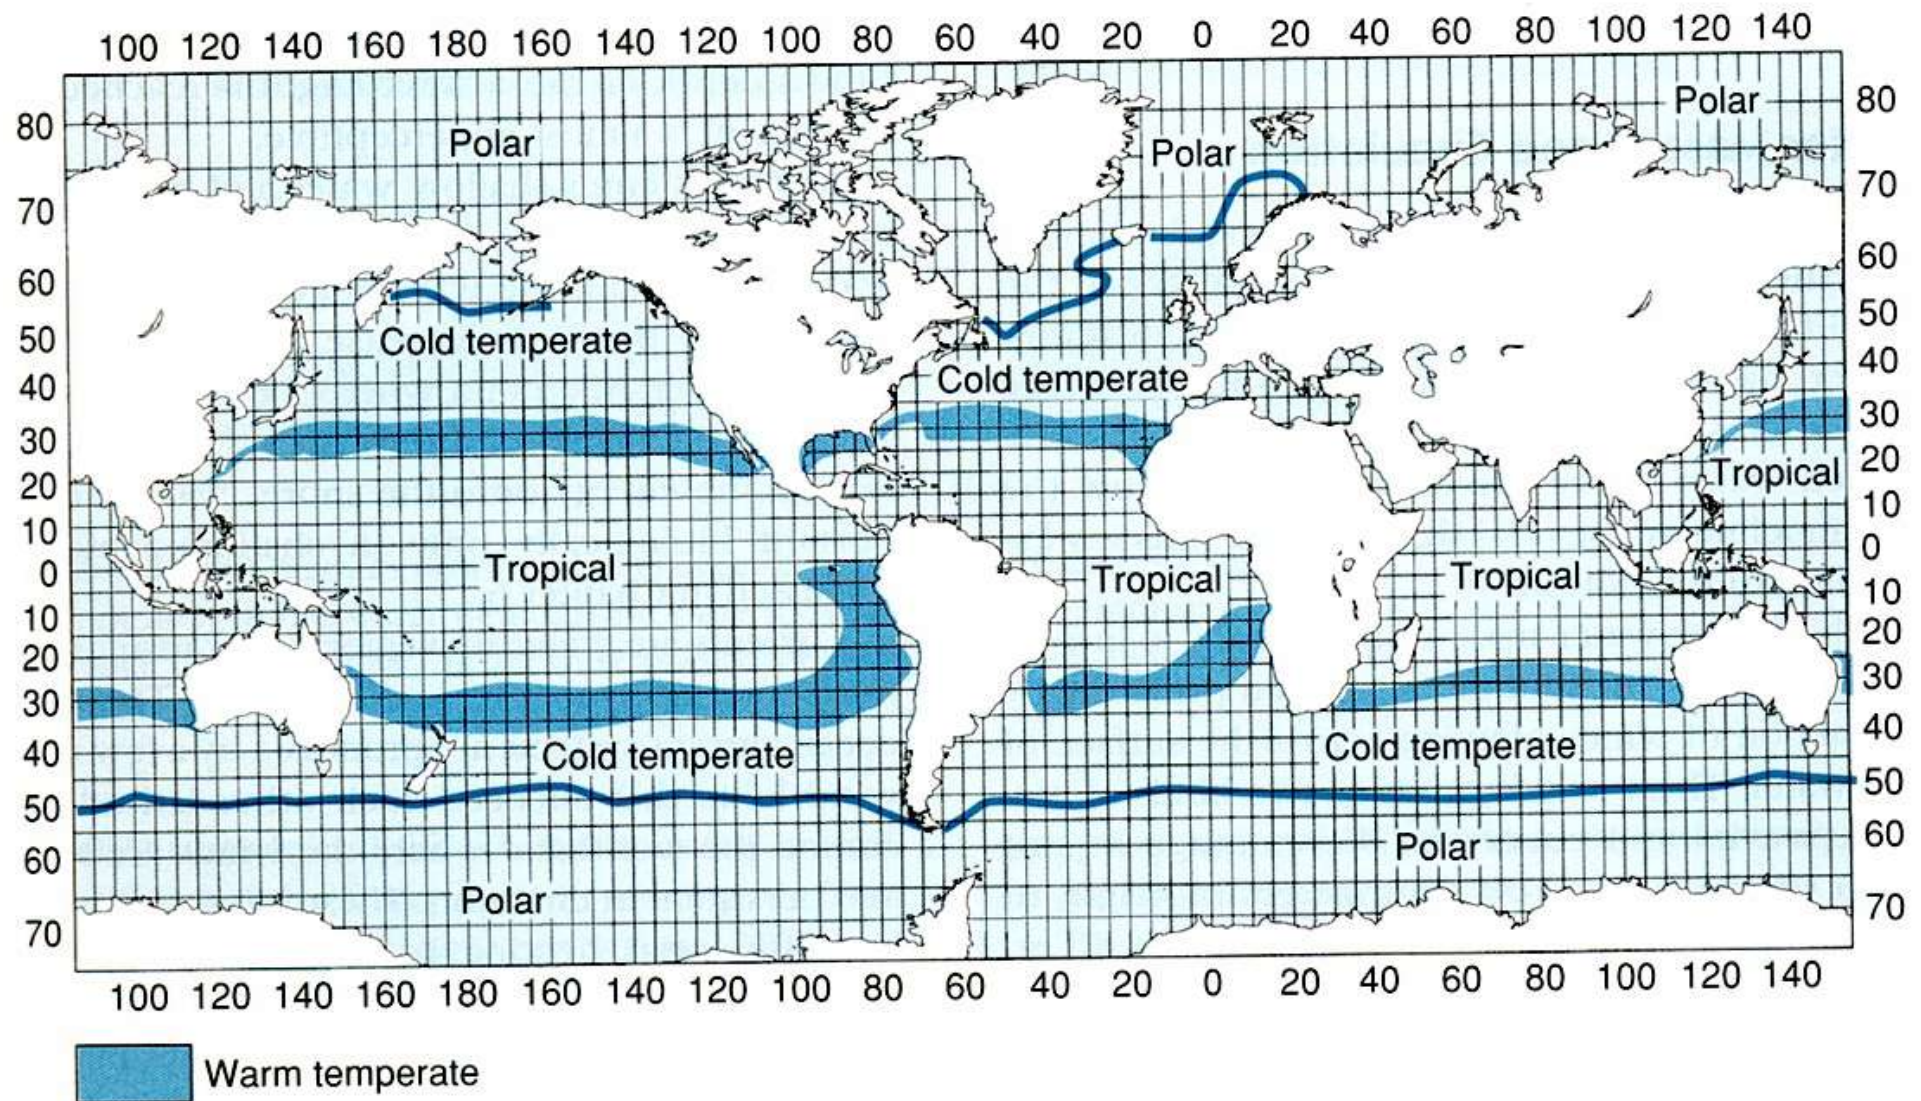 100 120 140 160 180 160 140 120 100 80 60 40 20 0 20 40 60 80 100 120 140
80 Polar Polar Polar 80
70 70
60 60
50 Cold temperate 50
40 Cold temperate 40
30 30
20 Tropical 20
10 10
0 Tropical Tropical Tropical 0
10 10
20 20
30 30
40 Cold temperate Cold temperate 40
50 50
60 Polar 60
70 Polar 70
100 120 140 160 180 160 140 120 100 80 60 40 20 0 20 40 60 80 100 120 140
Warm temperate